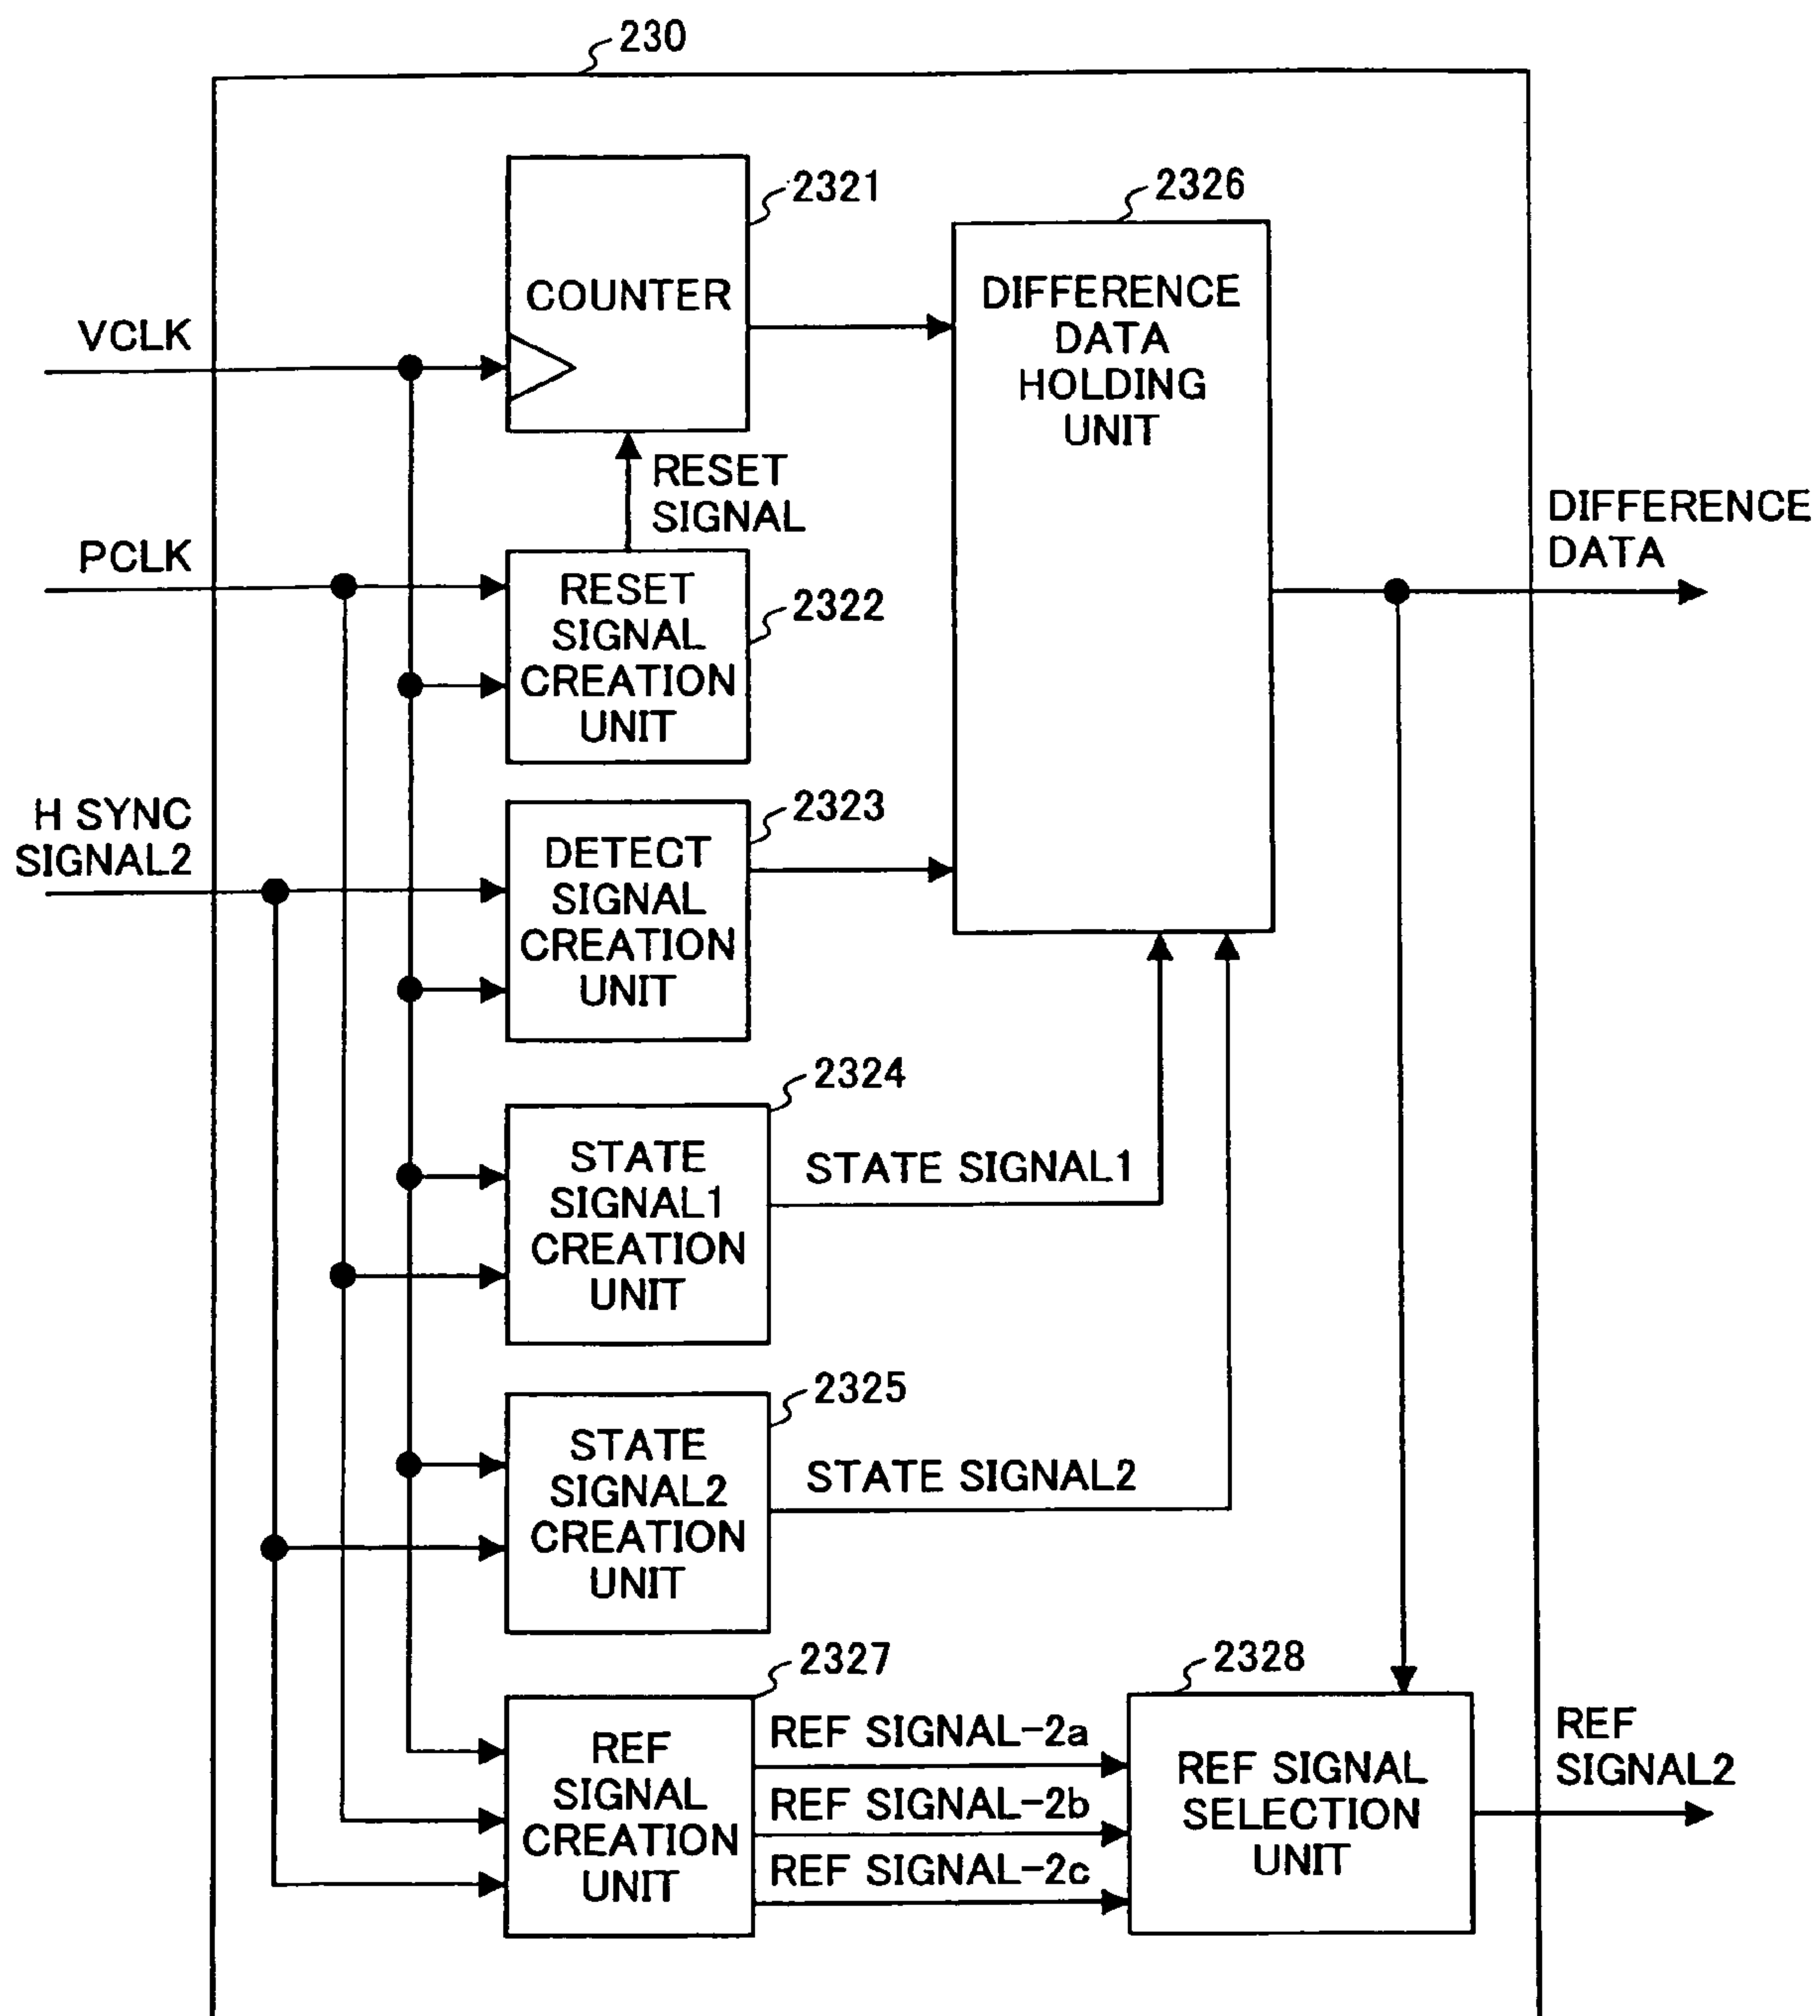 230
2321
COUNTER
VCLK
2326
DIFFERENCE
DATA
HOLDING
UNIT
RESET
SIGNAL
DIFFERENCE
DATA
PCLK
RESET
SIGNAL
CREATION
UNIT
2322
H SYNC
SIGNAL2
2323
DETECT
SIGNAL
CREATION
UNIT
2324
STATE
SIGNAL1
CREATION
UNIT
STATE SIGNAL1
2325
STATE
SIGNAL2
CREATION
UNIT
STATE SIGNAL2
2327
REF
SIGNAL
CREATION
UNIT
REF SIGNAL-2a
REF SIGNAL-2b
REF SIGNAL-2c
2328
REF SIGNAL
SELECTION
UNIT
REF
SIGNAL2